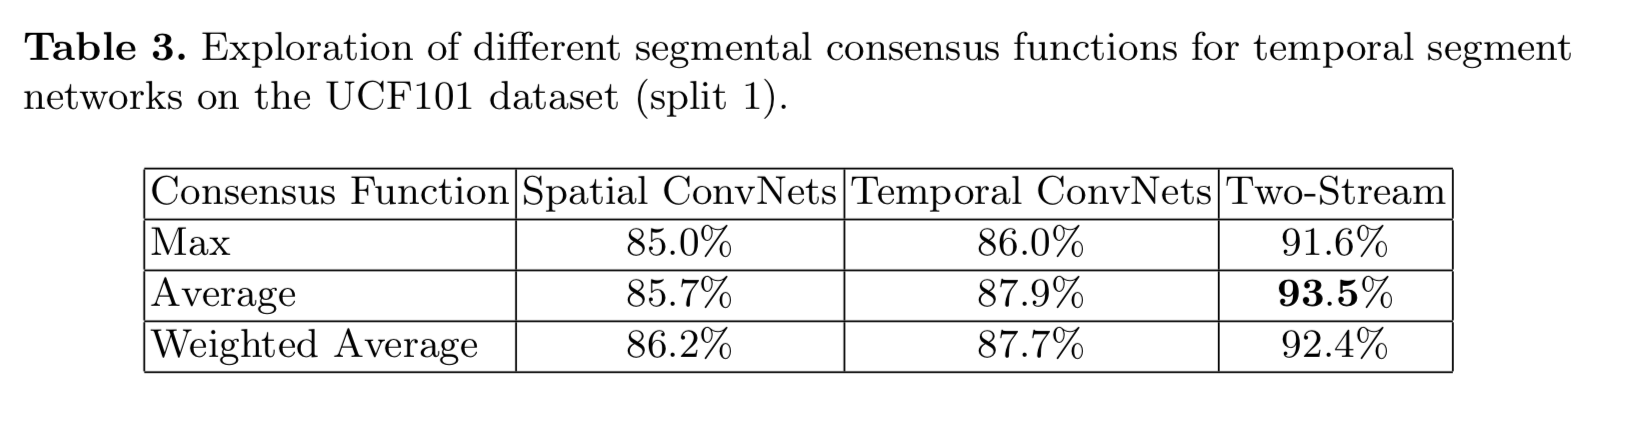 Table 3. Exploration of different segmental consensus functions for temporal segment
networks on the UCF101 dataset (split 1).
Consensus Function Spatial ConvNets Temporal ConvNets Two-Stream
Max 85.0% 86.0% 91.6%
Average 85.7% 87.9% 93.5%
Weighted Average 86.2% 87.7% 92.4%